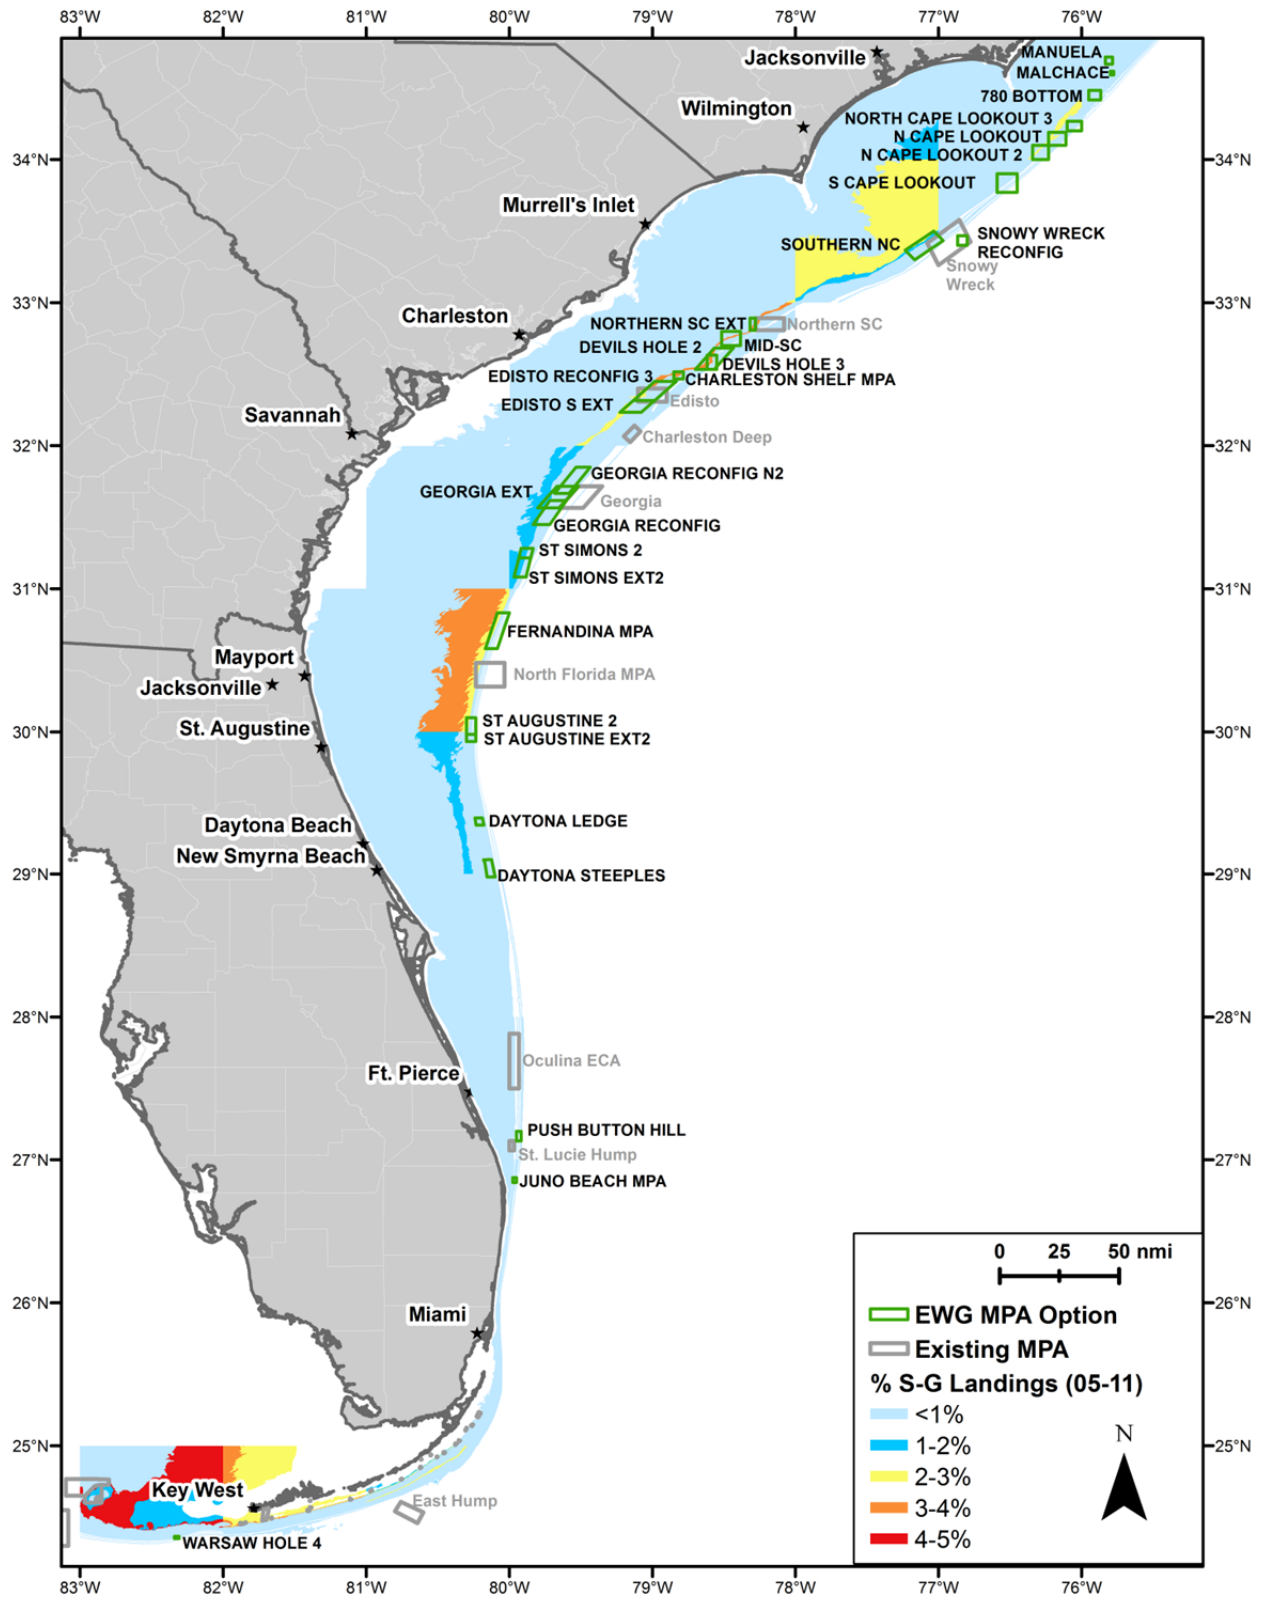 83°W 82°W 81°W 80°W 79°W 78°W 77°W 76°W
Jacksonville
MANUELA
MALCHACE
780 BOTTOM
Wilmington
NORTH CAPE LOOKOUT 3
N CAPE LOOKOUT
N CAPE LOOKOUT 2
34°N 34°N
S CAPE LOOKOUT
Murrell's Inlet
SOUTHERN NC
SNOWY WRECK
RECONFIG
Snowy
Wreck
33°N 33°N
Charleston
NORTHERN SC EXT
Northern SC
DEVILS HOLE 2
MID-SC
DEVILS HOLE 3
EDISTO RECONFIG 3
CHARLESTON SHELF MPA
EDISTO S EXT
Edisto
Savannah
Charleston Deep
32°N 32°N
GEORGIA RECONFIG N2
GEORGIA EXT
Georgia
GEORGIA RECONFIG
ST SIMONS 2
ST SIMONS EXT2
31°N 31°N
FERNANDINA MPA
Mayport
North Florida MPA
Jacksonville
St. Augustine
ST AUGUSTINE 2
ST AUGUSTINE EXT2
30°N 30°N
Daytona Beach
DAYTONA LEDGE
New Smyrna Beach
DAYTONA STEEPLES
29°N 29°N
28°N 28°N
Oculina ECA
Ft. Pierce
PUSH BUTTON HILL
St. Lucie Hump
27°N 27°N
JUNO BEACH MPA
26°N 26°N
Miami
25°N 25°N
Key West
East Hump
WARSAW HOLE 4
0 25 50 nmi
EWG MPA Option
Existing MPA
% S-G Landings (05-11)
<1%
1-2%
2-3%
3-4%
4-5%
N
83°W 82°W 81°W 80°W 79°W 78°W 77°W 76°W